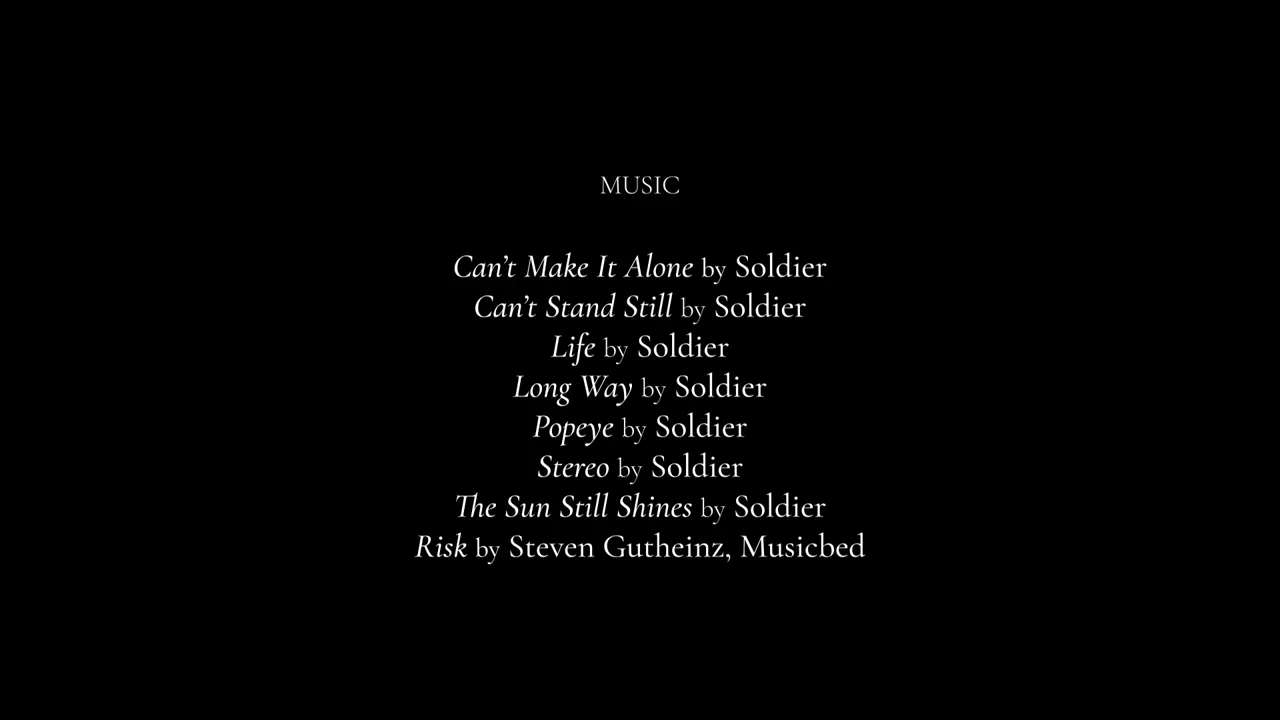 MUSIC
Can’t Make It Alone by Soldier
Can’t Stand Still by Soldier
Life by Soldier
Long Way by Soldier
Popeye by Soldier
Stereo by Soldier
The Sun Still Shines by Soldier
Risk by Steven Gutheinz, Musicbed